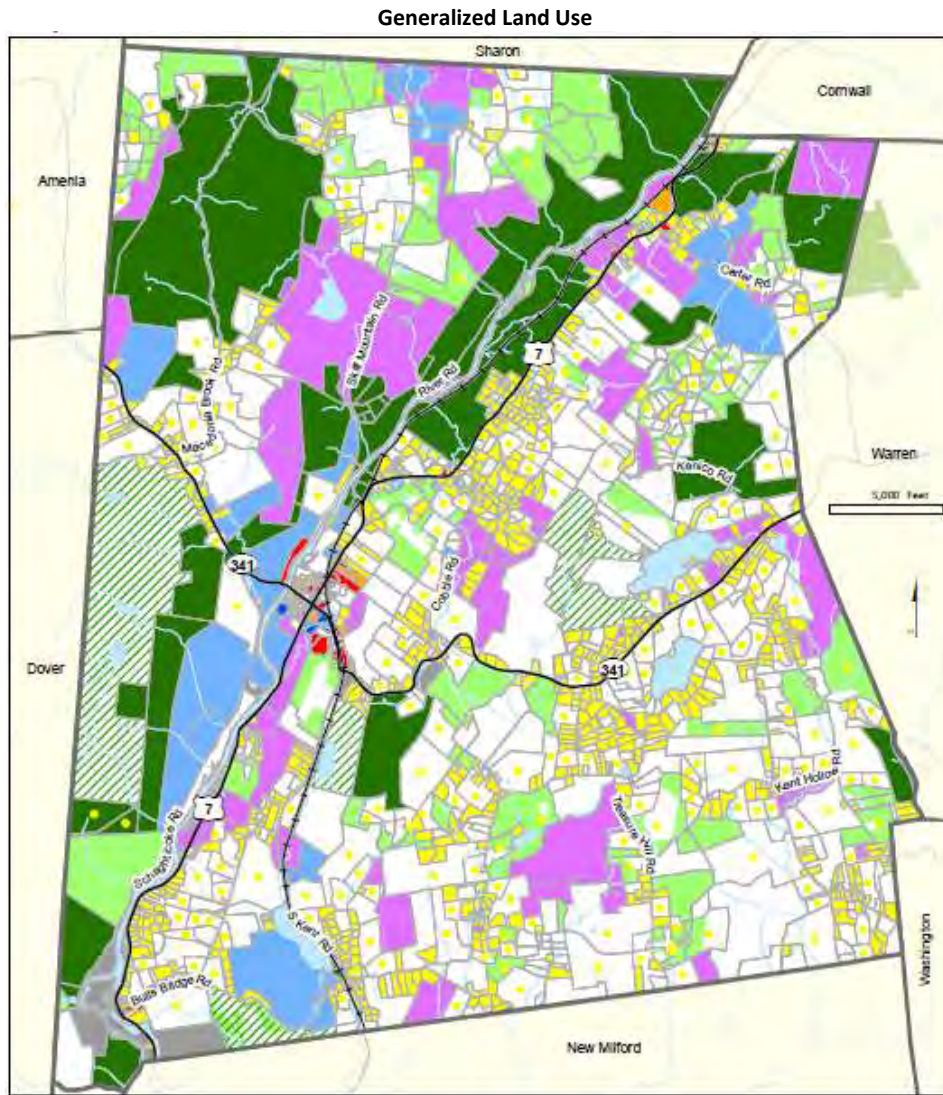 Generalized Land Use
Sharon
Cornwall
Amenia
Carter Rd
Skiff Mountain Rd
7
River Rd
Macedonia Brook Rd
Warren
Kenico Rd
5,000 Feet
341
Cobble Rd
Dover
341
Kent Hollow Rd
7
Treasure Hill Rd
Schaghticoke Rd
S Kent Rd
Bulls Badge Rd
Washington
New Milford